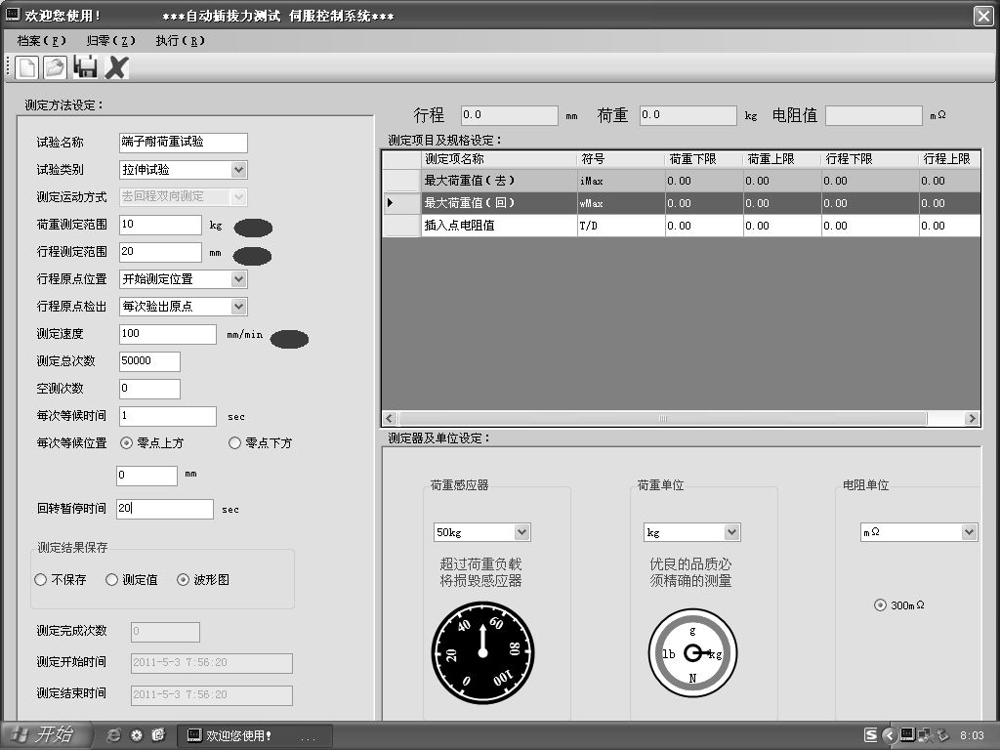 欢迎您使用! ***自动插拔力测试 伺服控制系统***
档案(F) 归零(Z) 执行(R)
测定方法设定：
试验名称 端子耐荷重试验
试验类别 拉伸试验
测定运动方式 去回程双向测定
荷重测定范围 10 kg
行程测定范围 20 mm
行程原点位置 开始测定位置
行程原点检出 每次验出原点
测定速度 100 mm/min
测定总次数 50000
空测次数 0
每次等候时间 1 sec
每次等候位置 零点上方 零点下方
0 mm
回转暂停时间 20 sec
测定结果保存
不保存 测定值 波形图
测定完成次数 0
测定开始时间 2011-5-3 7:56:20
测定结束时间 2011-5-3 7:56:20
行程 0.0 mm 荷重 0.0 kg 电阻值 mΩ
测定项目及规格设定：
测定项名称 符号 荷重下限 荷重上限 行程下限 行程上限
最大荷重值(去) iMax 0.00 0.00 0.00 0.00
最大荷重值(回) wMax 0.00 0.00 0.00 0.00
插入点电阻值 T/D 0.00 0.00 0.00 0.00
测定器及单位设定：
荷重感应器
50kg
超过荷重负载
将损毁感应器
0 20 40 60 80 100
荷重单位
kg
优良的品质必
须精确的测量
g
lb kg
N
电阻单位
mΩ
300mΩ
开始 欢迎您使用! ... S 8:03